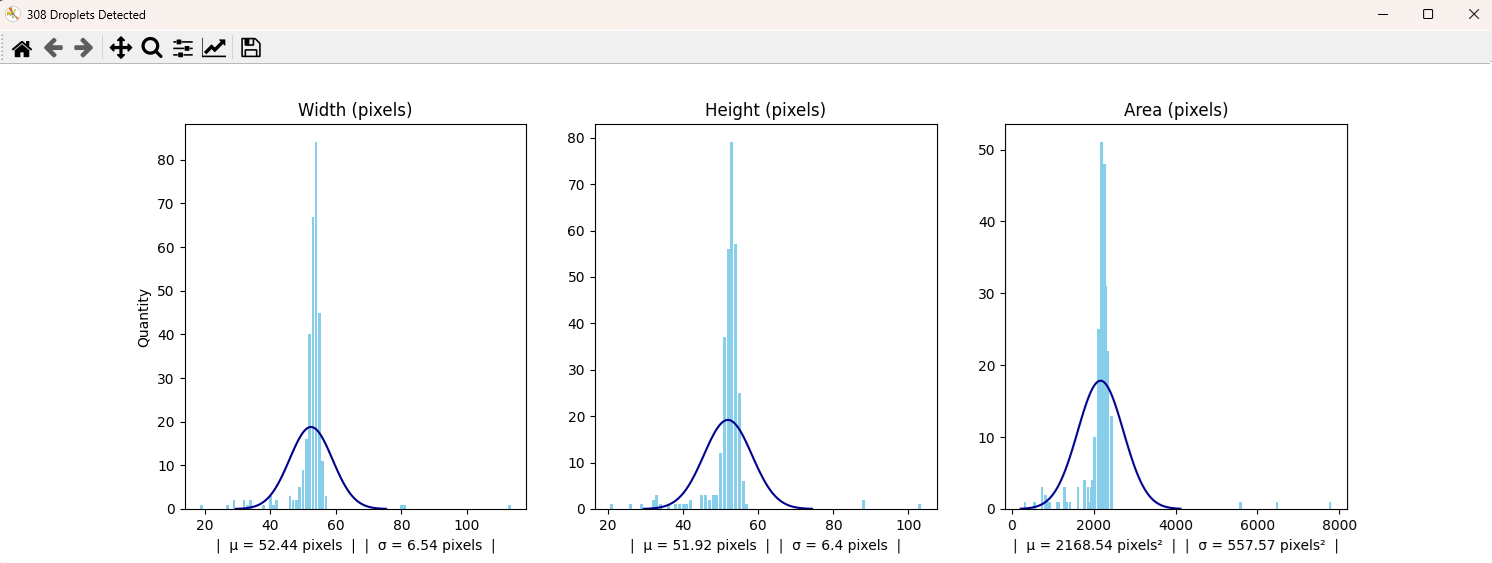 308 Droplets Detected
Width (pixels)
Quantity
80
70
60
50
40
30
20
10
0
20 40 60 80 100
| μ = 52.44 pixels | | σ = 6.54 pixels |
Height (pixels)
80
70
60
50
40
30
20
10
0
20 40 60 80 100
| μ = 51.92 pixels | | σ = 6.4 pixels |
Area (pixels)
50
40
30
20
10
0
0 2000 4000 6000 8000
| μ = 2168.54 pixels² | | σ = 557.57 pixels² |